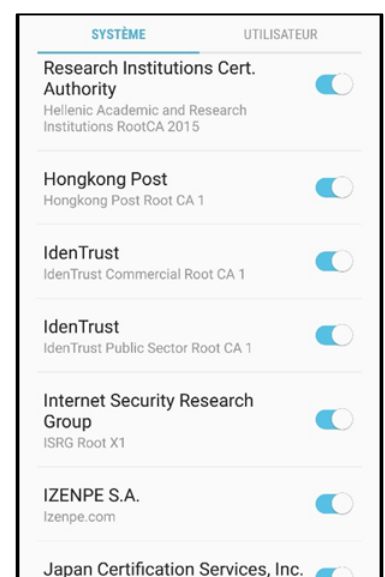 SYSTÈME UTILISATEUR
Research Institutions Cert.
Authority
Hellenic Academic and Research
Institutions RootCA 2015
Hongkong Post
Hongkong Post Root CA 1
IdenTrust
IdenTrust Commercial Root CA 1
IdenTrust
IdenTrust Public Sector Root CA 1
Internet Security Research
Group
ISRG Root X1
IZENPE S.A.
Izenpe.com
Japan Certification Services, Inc.